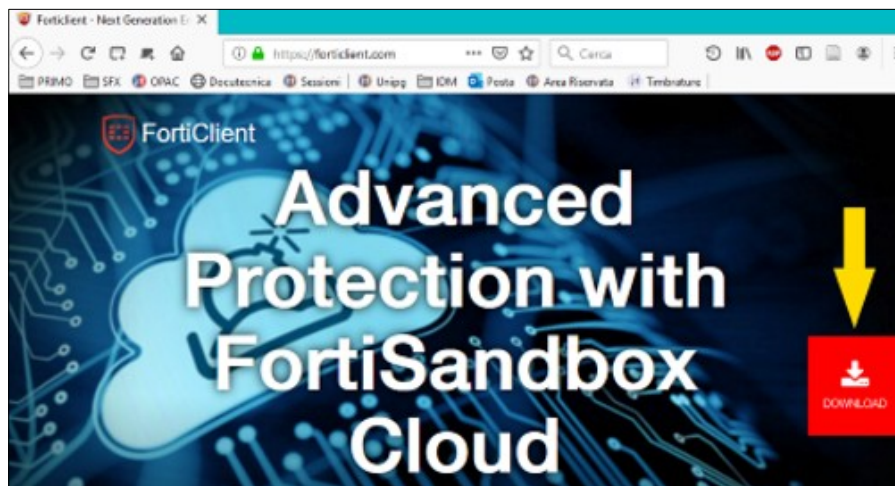 Forticlient - Next Generation E
https://forticlient.com
Cerca
PRIMO SFX OPAC Docutecnica Sessioni Unipg IOM Posta Area Riservata Timbrature
FortiClient
Advanced
Protection with
FortiSandbox
Cloud
DOWNLOAD